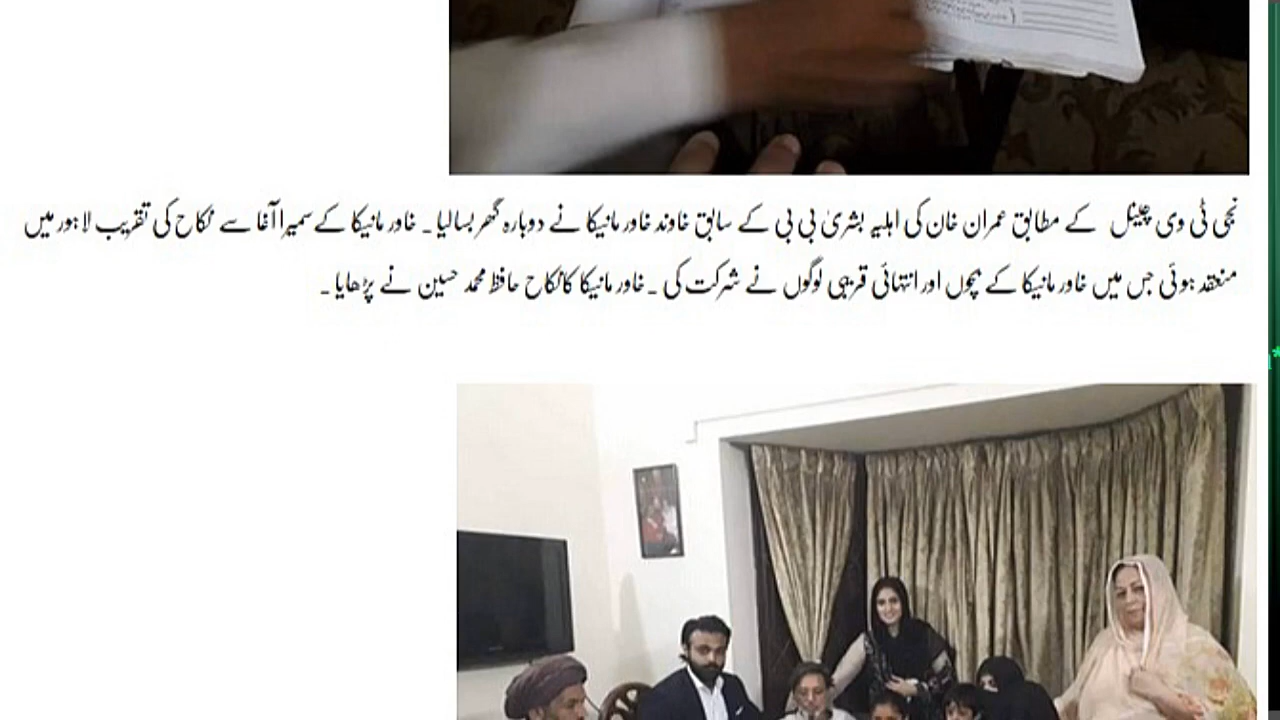 نجی ٹی وی چینل کے مطابق عمران خان کی اہلیہ بشریٰ بی بی کے سابق خاوند خاور مانیکا نے دوبارہ گھر بسا لیا۔ خاور مانیکا کے سمیرا آغا سے نکاح کی تقریب لاہور میں
منعقد ہوئی جس میں خاور مانیکا کے بچوں اور انتہائی قریبی لوگوں نے شرکت کی۔ خاور مانیکا کا نکاح حافظ محمد حسین نے پڑھایا۔